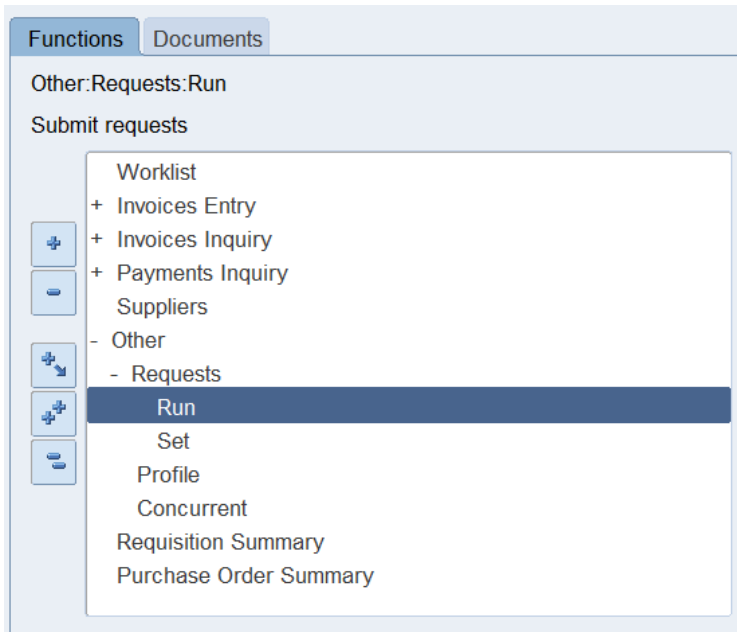 Functions Documents
Other:Requests:Run
Submit requests
Worklist
+ Invoices Entry
+ Invoices Inquiry
+ Payments Inquiry
Suppliers
- Other
- Requests
Run
Set
Profile
Concurrent
Requisition Summary
Purchase Order Summary